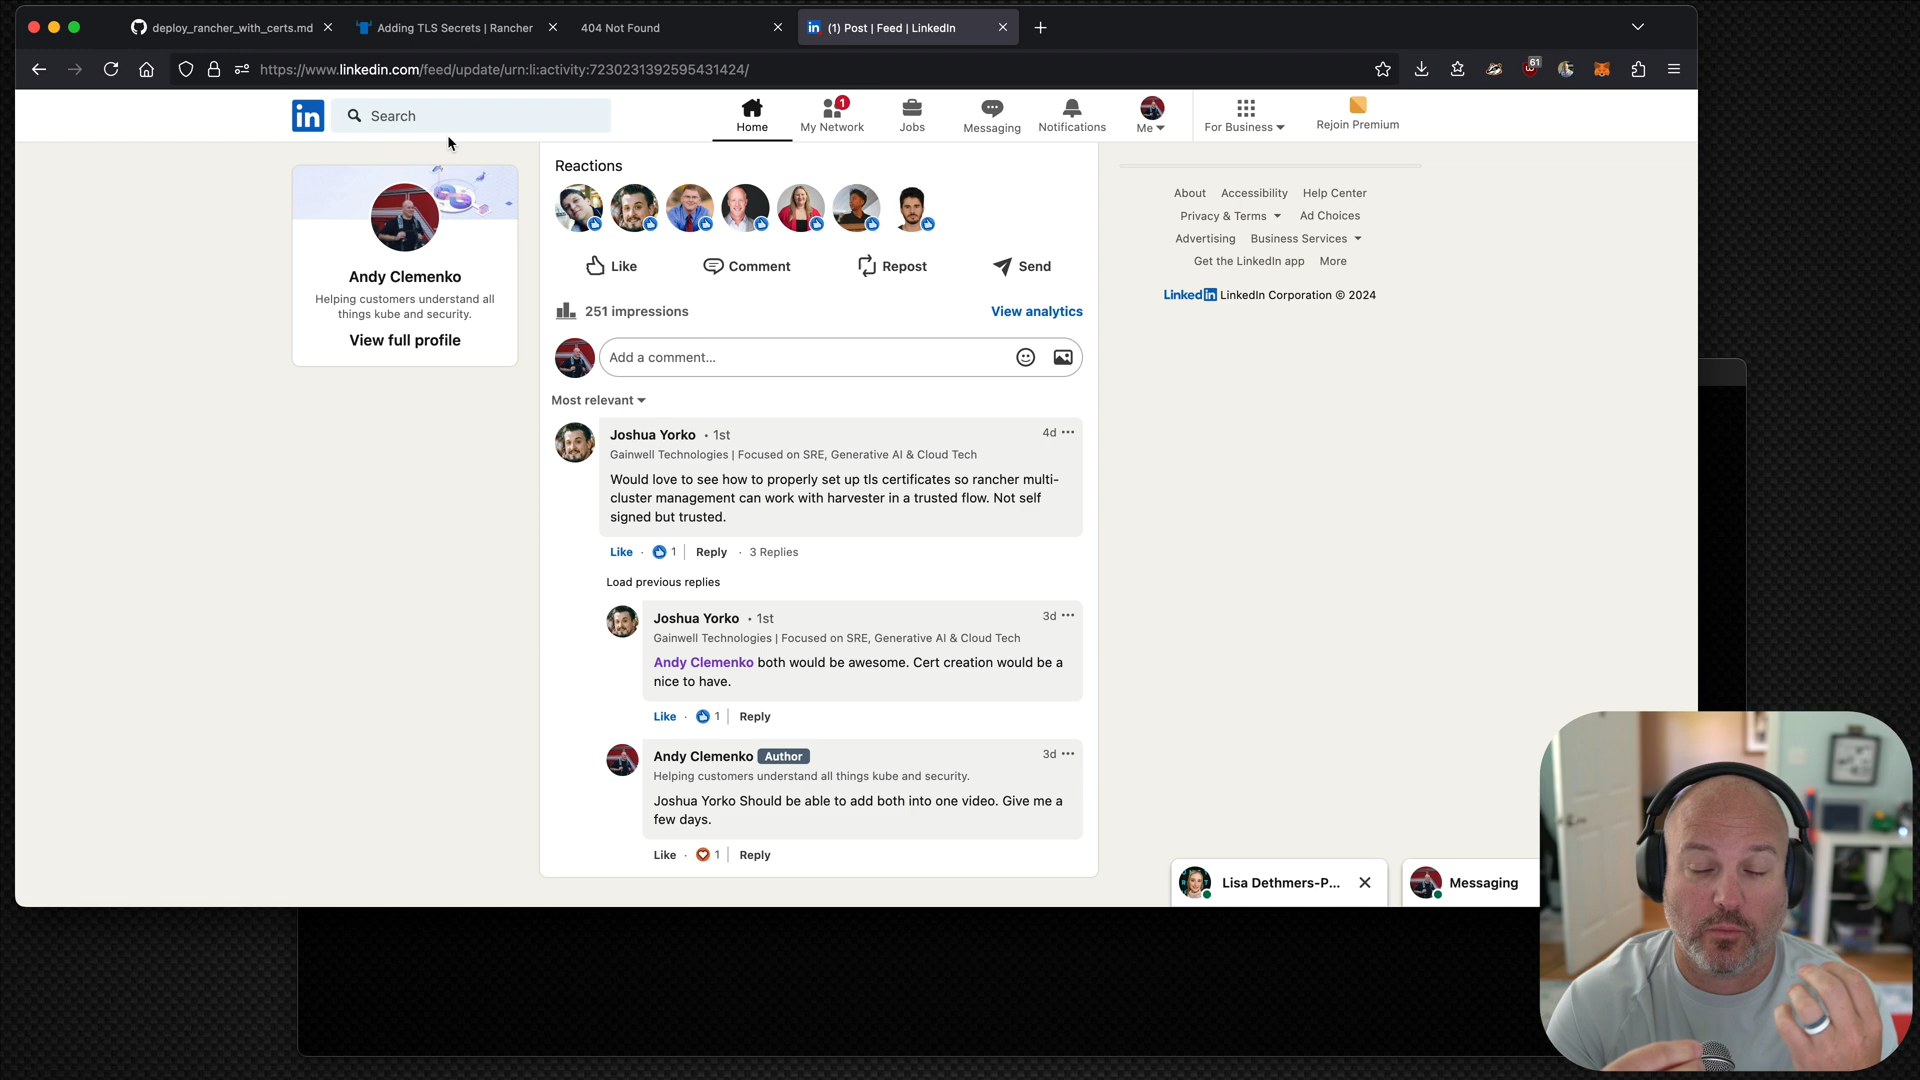 deploy_rancher_with_certs.md
Adding TLS Secrets | Rancher
404 Not Found
in (1) Post | Feed | LinkedIn
https://www.linkedin.com/feed/update/urn:li:activity:7230231392595431424/
61
in
Search
Home
1
My Network
Jobs
Messaging
Notifications
Me
For Business
Rejoin Premium
Andy Clemenko
Helping customers understand all
things kube and security.
View full profile
Reactions
Like
Comment
Repost
Send
251 impressions
View analytics
Add a comment...
Most relevant
Joshua Yorko • 1st
4d
Gainwell Technologies | Focused on SRE, Generative AI & Cloud Tech
Would love to see how to properly set up tls certificates so rancher multi-
cluster management can work with harvester in a trusted flow. Not self
signed but trusted.
Like · 1 | Reply · 3 Replies
Load previous replies
Joshua Yorko • 1st
3d
Gainwell Technologies | Focused on SRE, Generative AI & Cloud Tech
Andy Clemenko both would be awesome. Cert creation would be a
nice to have.
Like · 1 | Reply
Andy Clemenko Author
3d
Helping customers understand all things kube and security.
Joshua Yorko Should be able to add both into one video. Give me a
few days.
Like · 1 | Reply
About Accessibility Help Center
Privacy & Terms Ad Choices
Advertising Business Services
Get the LinkedIn app More
LinkedIn LinkedIn Corporation © 2024
Lisa Dethmers-P...
Messaging